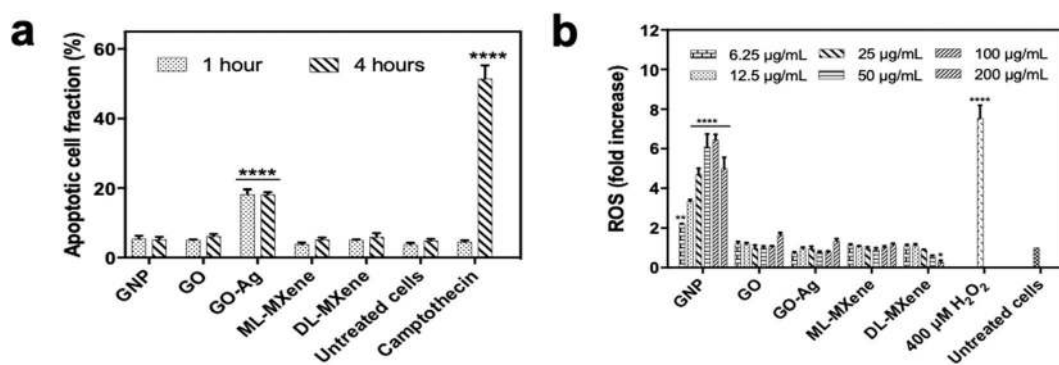 a
Apoptotic cell fraction (%)
60
40
20
0
1 hour
4 hours
****
****
GNP
GO
GO-Ag
ML-MXene
DL-MXene
Untreated cells
Camptothecin
b
ROS (fold increase)
12
10
8
6
4
2
0
6.25 µg/mL
25 µg/mL
100 µg/mL
12.5 µg/mL
50 µg/mL
200 µg/mL
****
****
**
*
GNP
GO
GO-Ag
ML-MXene
DL-MXene
400 µM H₂O₂
Untreated cells